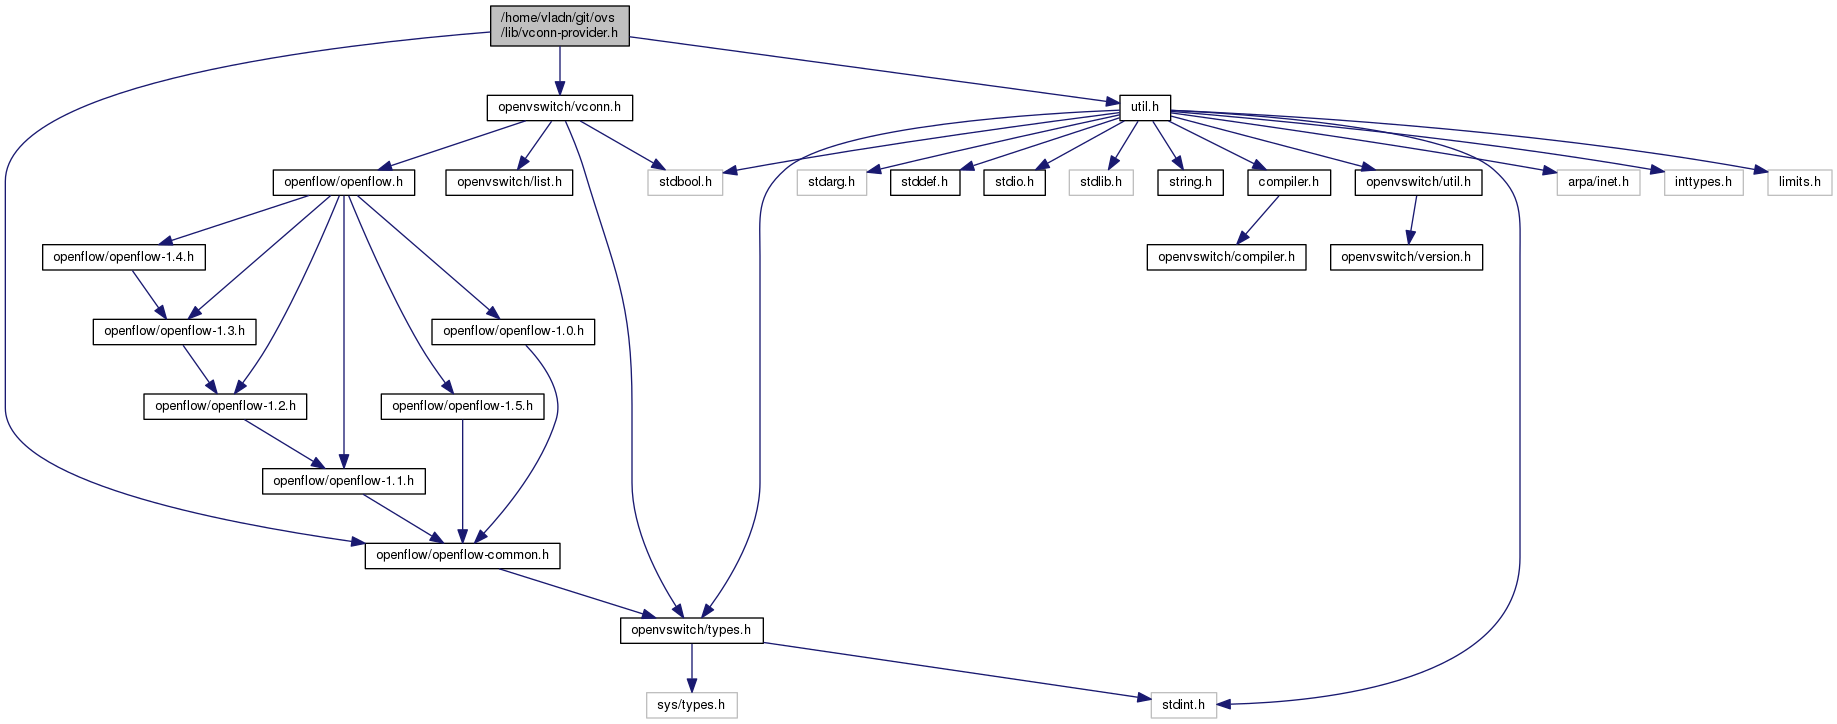 /home/vladn/git/ovs
/lib/vconn-provider.h
openvswitch/vconn.h
util.h
openflow/openflow.h
openvswitch/list.h
stdbool.h
stdarg.h
stddef.h
stdio.h
stdlib.h
string.h
compiler.h
openvswitch/util.h
arpa/inet.h
inttypes.h
limits.h
openflow/openflow-1.4.h
openvswitch/compiler.h
openvswitch/version.h
openflow/openflow-1.3.h
openflow/openflow-1.0.h
openflow/openflow-1.2.h
openflow/openflow-1.5.h
openflow/openflow-1.1.h
openflow/openflow-common.h
openvswitch/types.h
sys/types.h
stdint.h